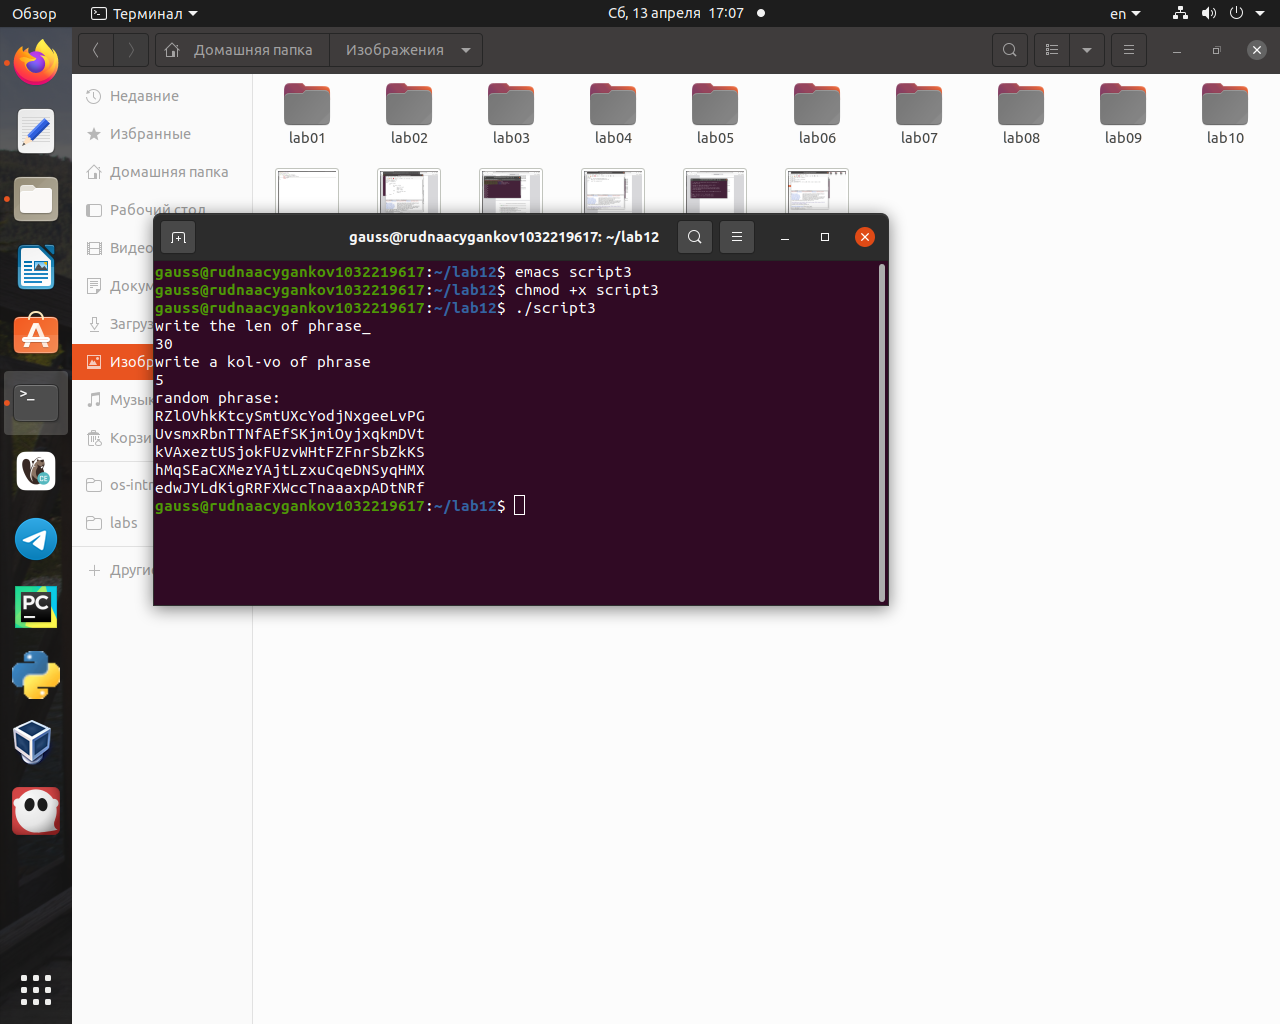 Обзор
Терминал
Сб, 13 апреля 17:07
en
Домашняя папка
Изображения
Недавние
Избранные
Домашняя папка
Рабочий стол
Видео
Загруз
Изобр
Музык
Корзи
os-intr
labs
Другие
lab01
lab02
lab03
lab04
lab05
lab06
lab07
lab08
lab09
lab10
gauss@rudnaacygankov1032219617: ~/lab12
gauss@rudnaacygankov1032219617:~/lab12$ emacs script3
gauss@rudnaacygankov1032219617:~/lab12$ chmod +x script3
gauss@rudnaacygankov1032219617:~/lab12$ ./script3
write the len of phrase_
30
write a kol-vo of phrase
5
random phrase:
RZlOVhkKtcySmtUXcYodjNxgeeLvPG
UvsmxRbnTTNfAEfSKjmiOyjxqkmDVt
kVAxeztUSjokFUzvWHtFZFnrSbZkKS
hMqSEaCXMezYAjtLzxuCqeDNSyqHMX
edwJYLdKigRRFXWccTnaaaxpADtNRf
gauss@rudnaacygankov1032219617:~/lab12$
PC